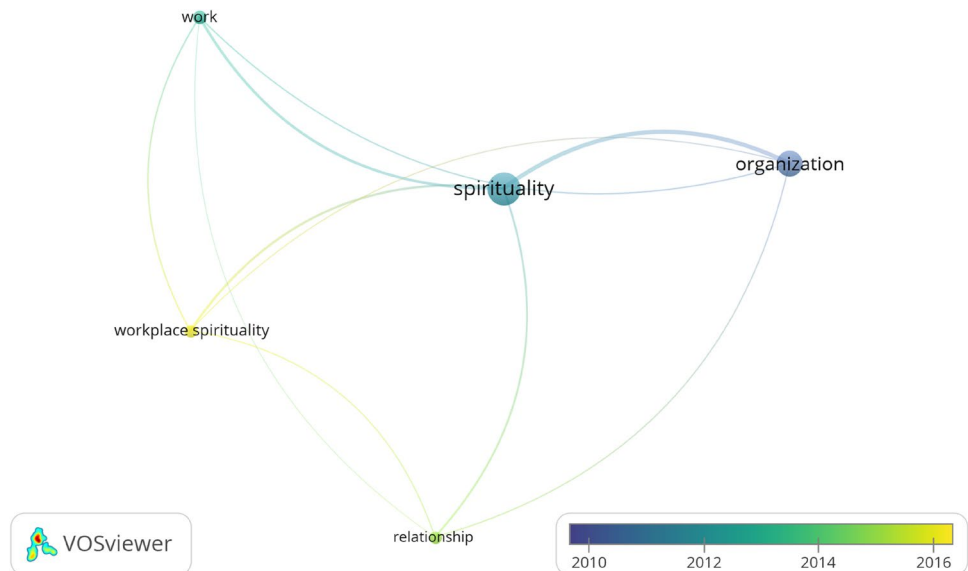 work
organization
spirituality
workplace spirituality
relationship
VOSviewer
2010 2012 2014 2016